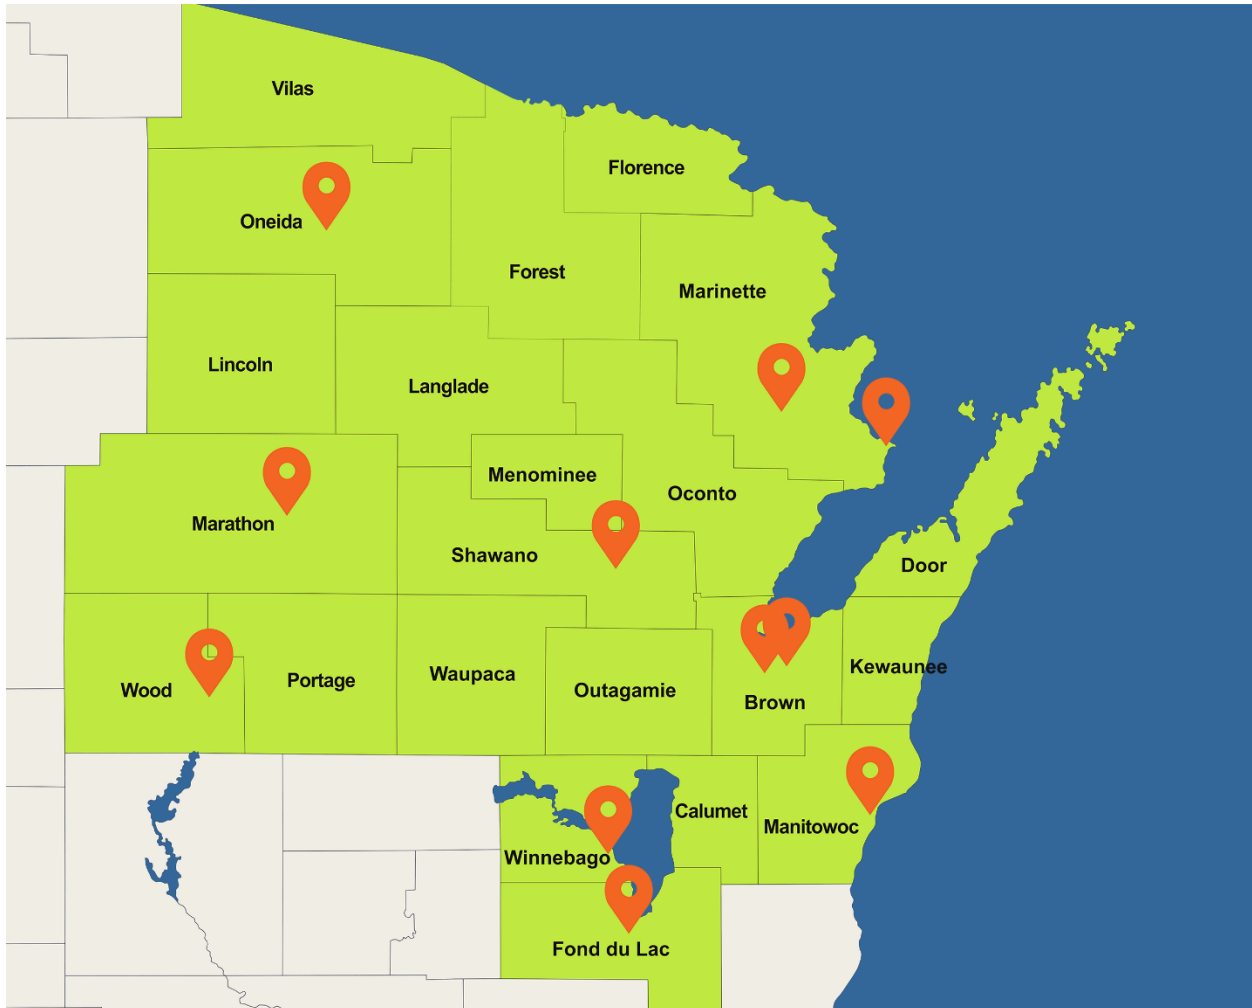 Vilas
Florence
Oneida
Forest
Marinette
Lincoln
Langlade
Menominee
Oconto
Marathon
Shawano
Door
Kewaunee
Waupaca
Portage
Wood
Outagamie
Brown
Calumet
Manitowoc
Winnebago
Fond du Lac